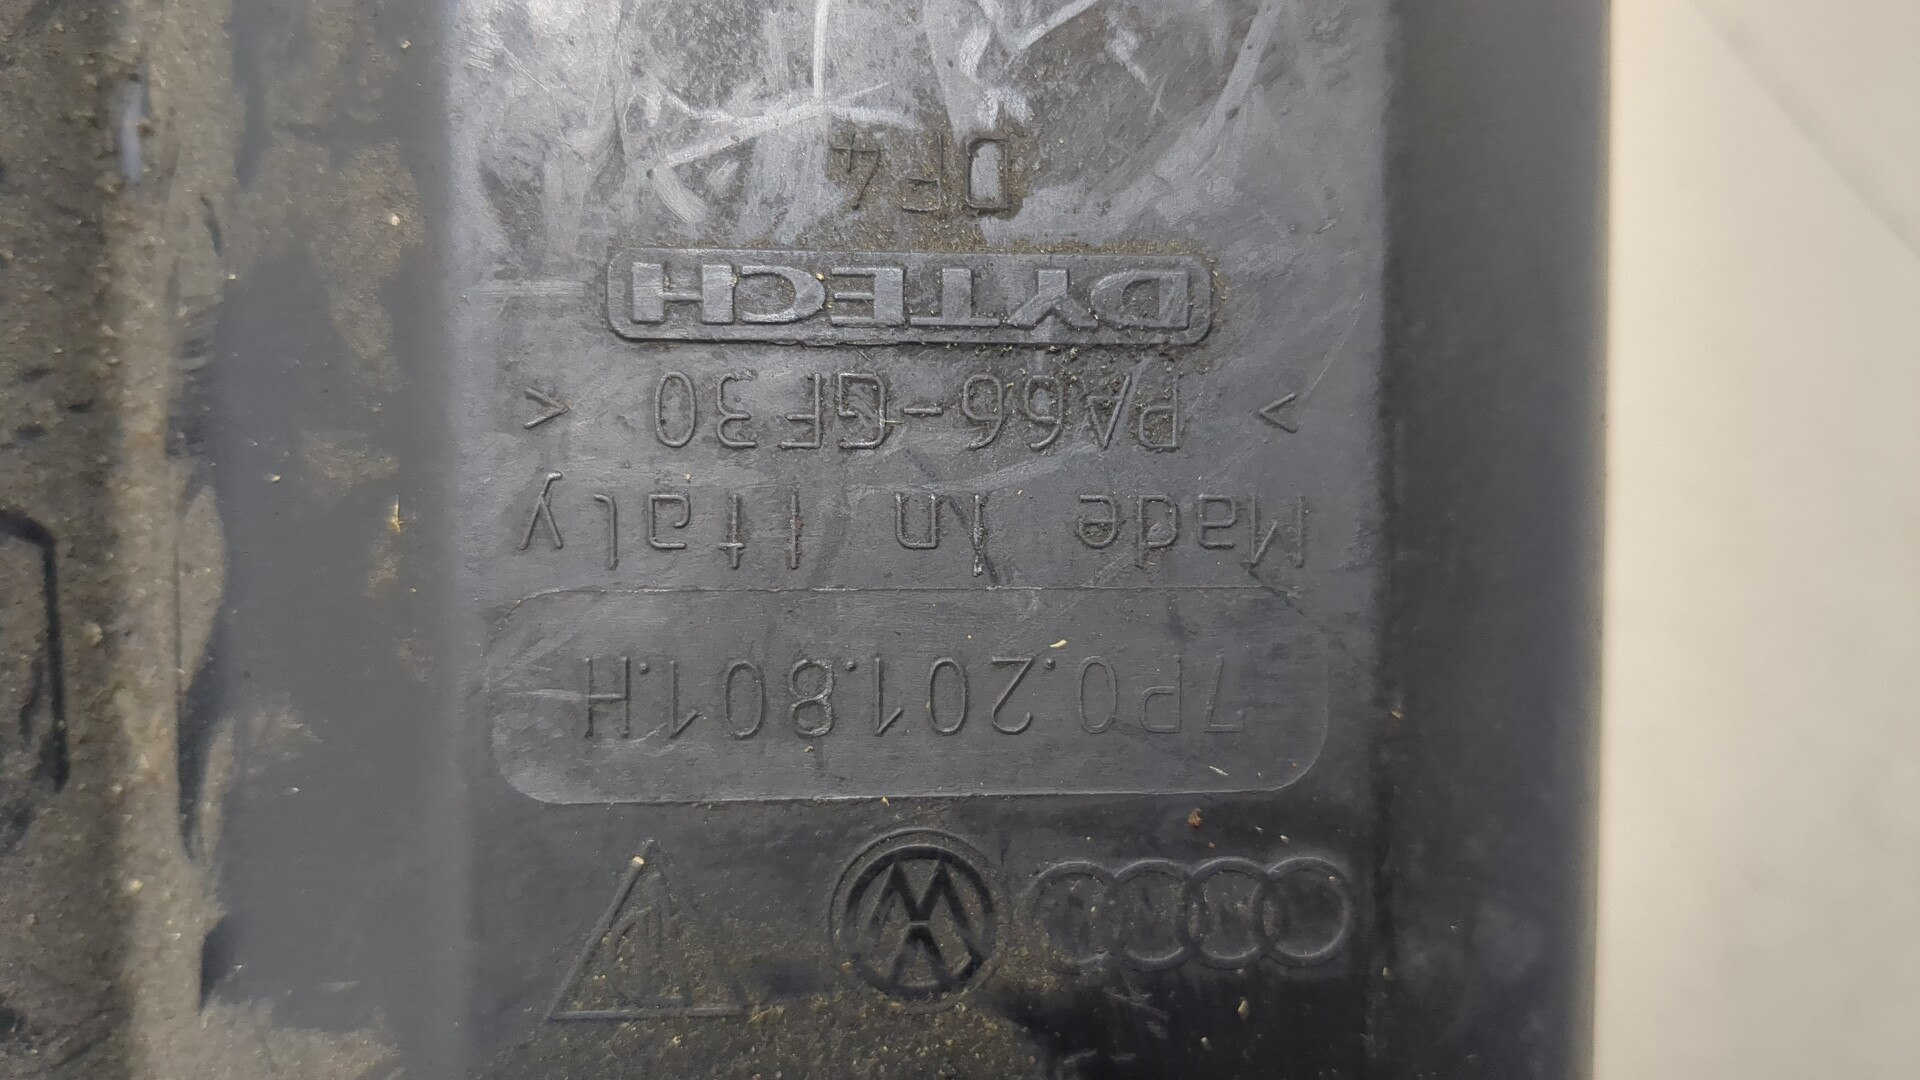 7P0.201.801.H
Made in Italy
< PA66-GF30 >
DYTECH
DF4